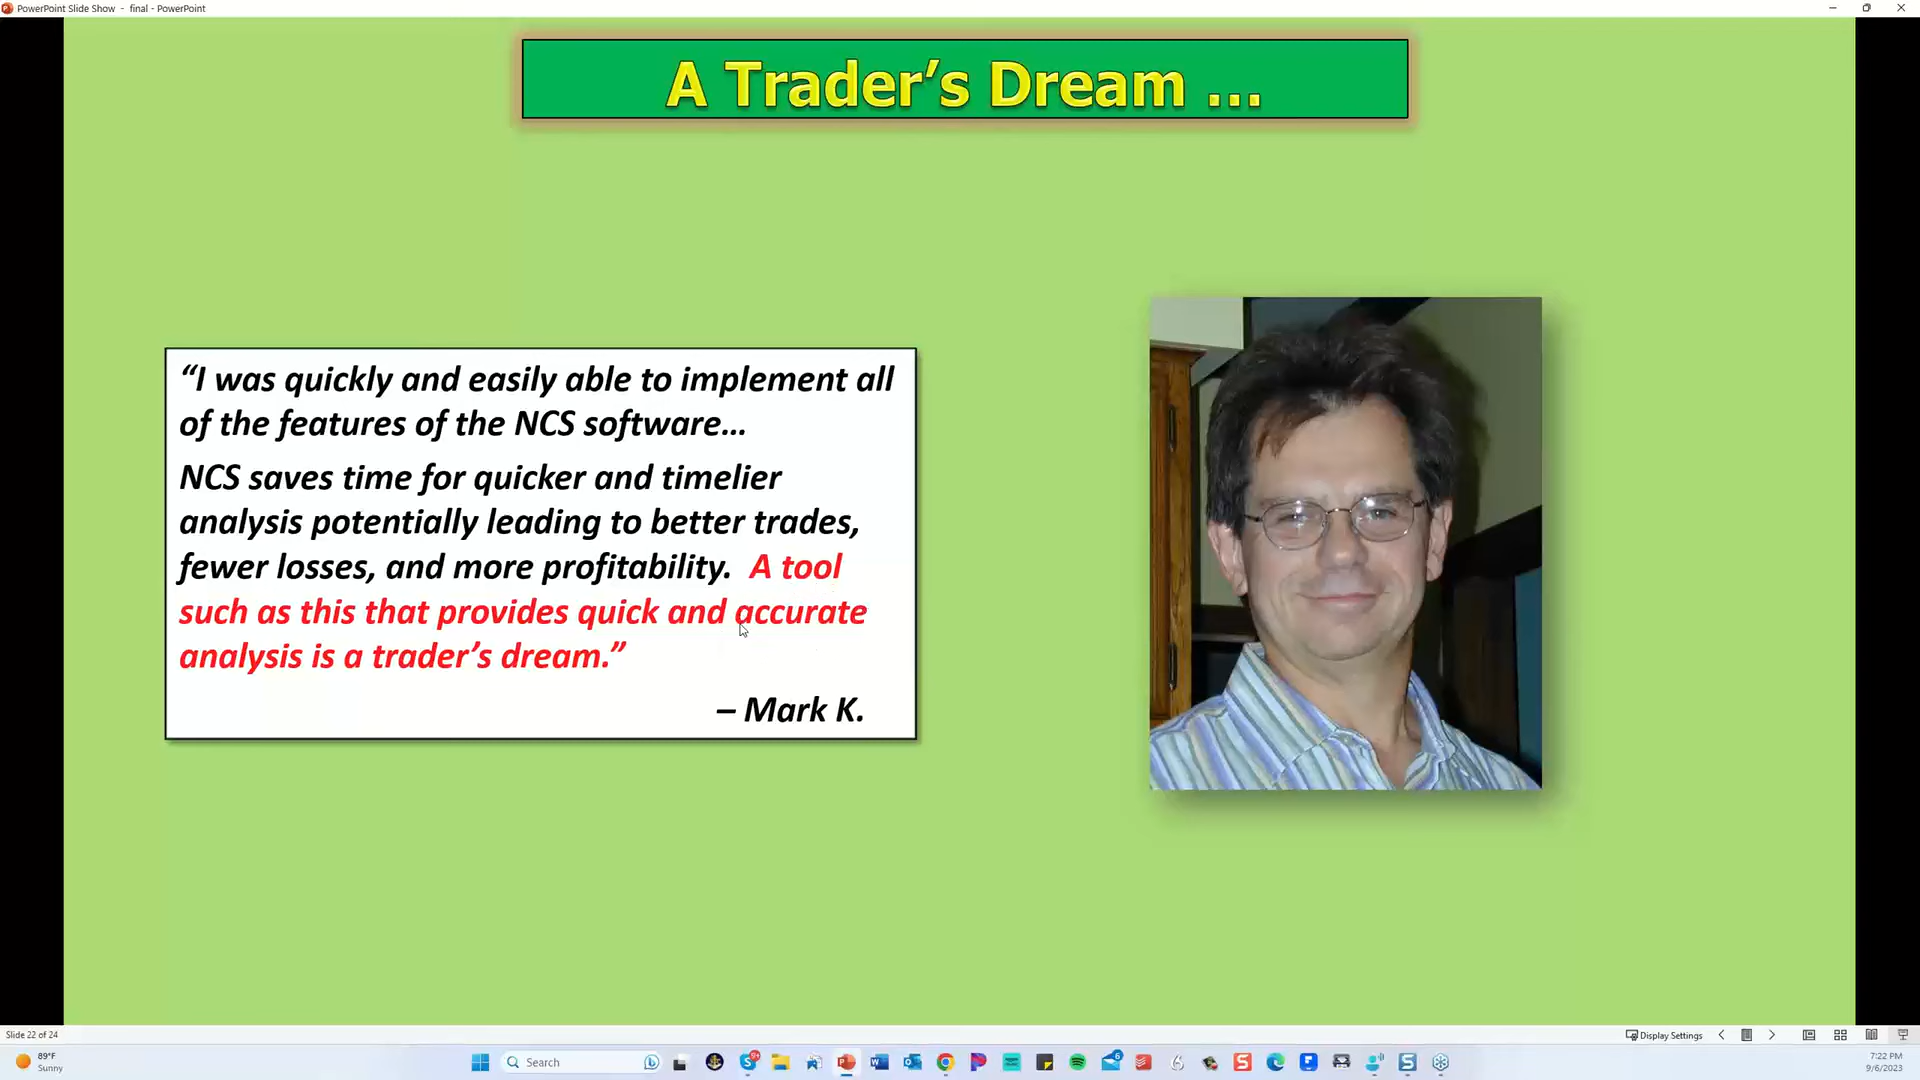 PowerPoint Slide Show - final - PowerPoint
A Trader’s Dream ...
“I was quickly and easily able to implement all
of the features of the NCS software...
NCS saves time for quicker and timelier
analysis potentially leading to better trades,
fewer losses, and more profitability. A tool
such as this that provides quick and accurate
analysis is a trader’s dream.”
– Mark K.
Slide 22 of 24
Display Settings
89°F
Sunny
Search
7:22 PM
9/6/2023